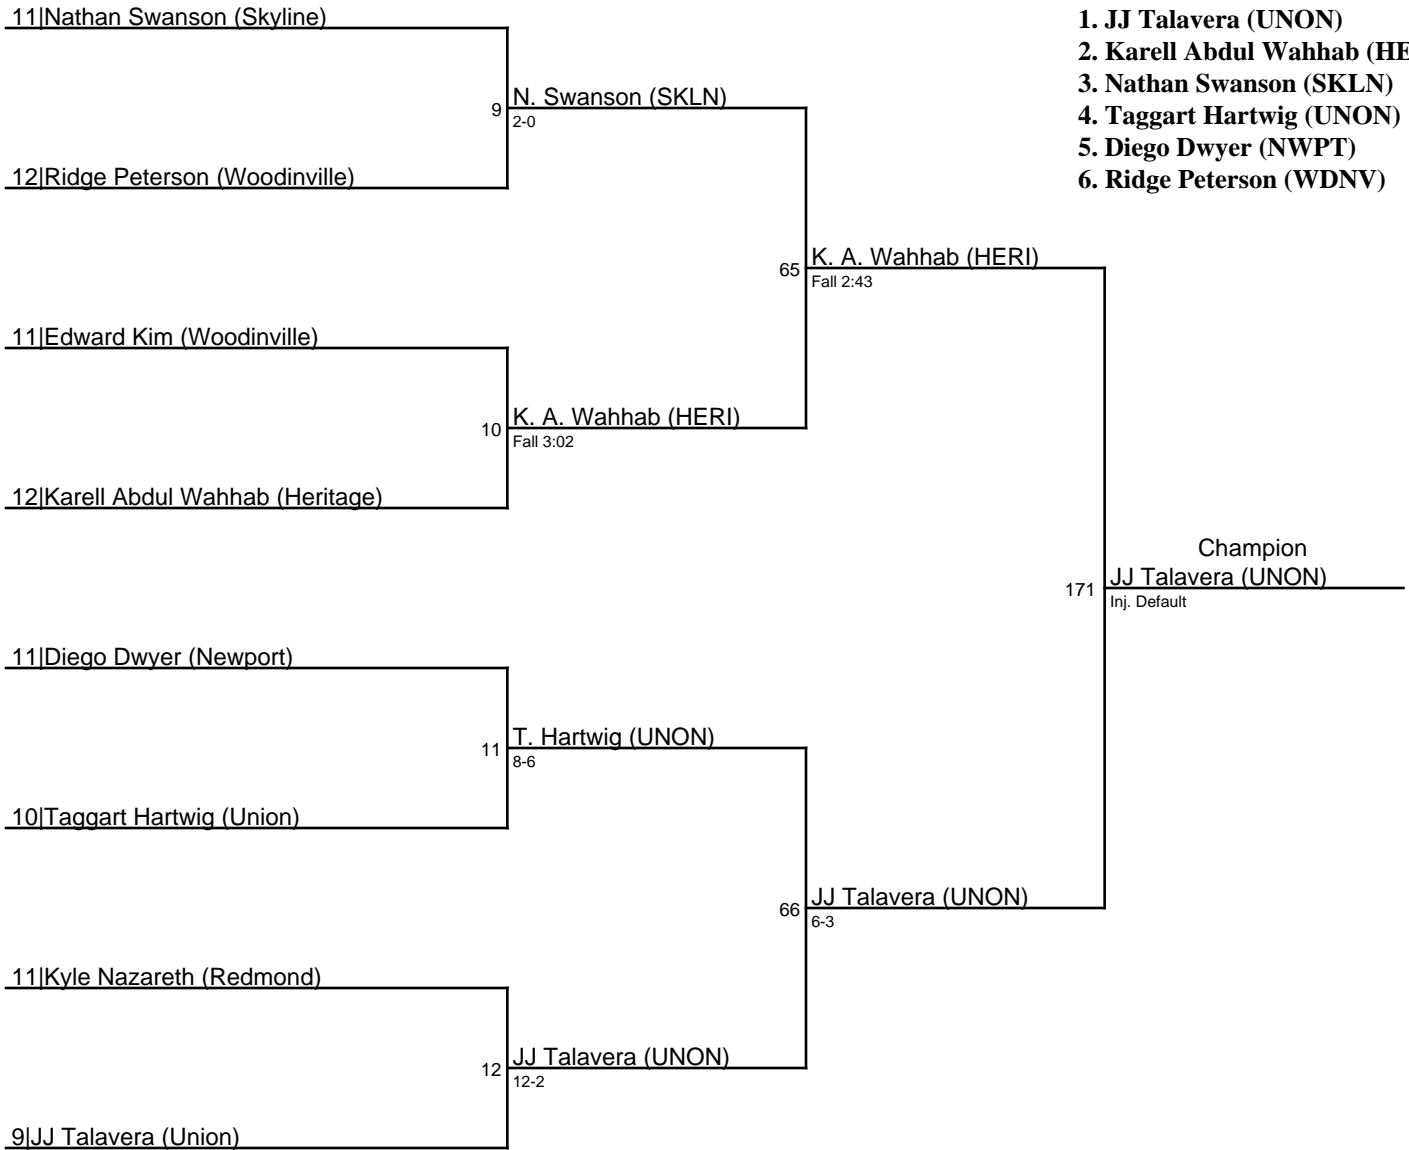 11|Nathan Swanson (Skyline)
1. JJ Talavera (UNON)
2. Karell Abdul Wahhab (HE
3. Nathan Swanson (SKLN)
4. Taggart Hartwig (UNON)
5. Diego Dwyer (NWPT)
6. Ridge Peterson (WDNV)
9 N. Swanson (SKLN)
2-0
12|Ridge Peterson (Woodinville)
65 K. A. Wahhab (HERI)
Fall 2:43
11|Edward Kim (Woodinville)
10 K. A. Wahhab (HERI)
Fall 3:02
12|Karell Abdul Wahhab (Heritage)
Champion
171 JJ Talavera (UNON)
Inj. Default
11|Diego Dwyer (Newport)
11 T. Hartwig (UNON)
8-6
10|Taggart Hartwig (Union)
66 JJ Talavera (UNON)
6-3
11|Kyle Nazareth (Redmond)
12 JJ Talavera (UNON)
12-2
9|JJ Talavera (Union)